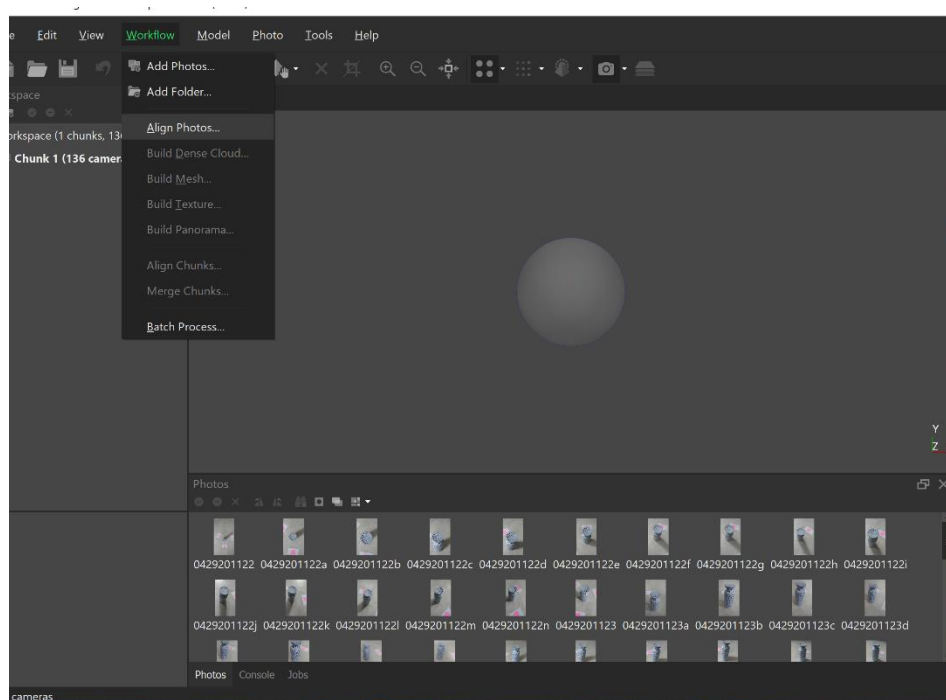 Edit View Workflow Model Photo Tools Help
Add Photos...
Add Folder...
Align Photos...
Build Dense Cloud...
Build Mesh...
Build Texture...
Build Panorama...
Align Chunks...
Merge Chunks...
Batch Process...
space
orkspace (1 chunks, 13
Chunk 1 (136 camer
Y
Z
Photos
0429201122 0429201122a 0429201122b 0429201122c 0429201122d 0429201122e 0429201122f 0429201122g 0429201122h 0429201122i
0429201122j 0429201122k 0429201122l 0429201122m 0429201122n 0429201123 0429201123a 0429201123b 0429201123c 0429201123d
Photos Console Jobs
cameras